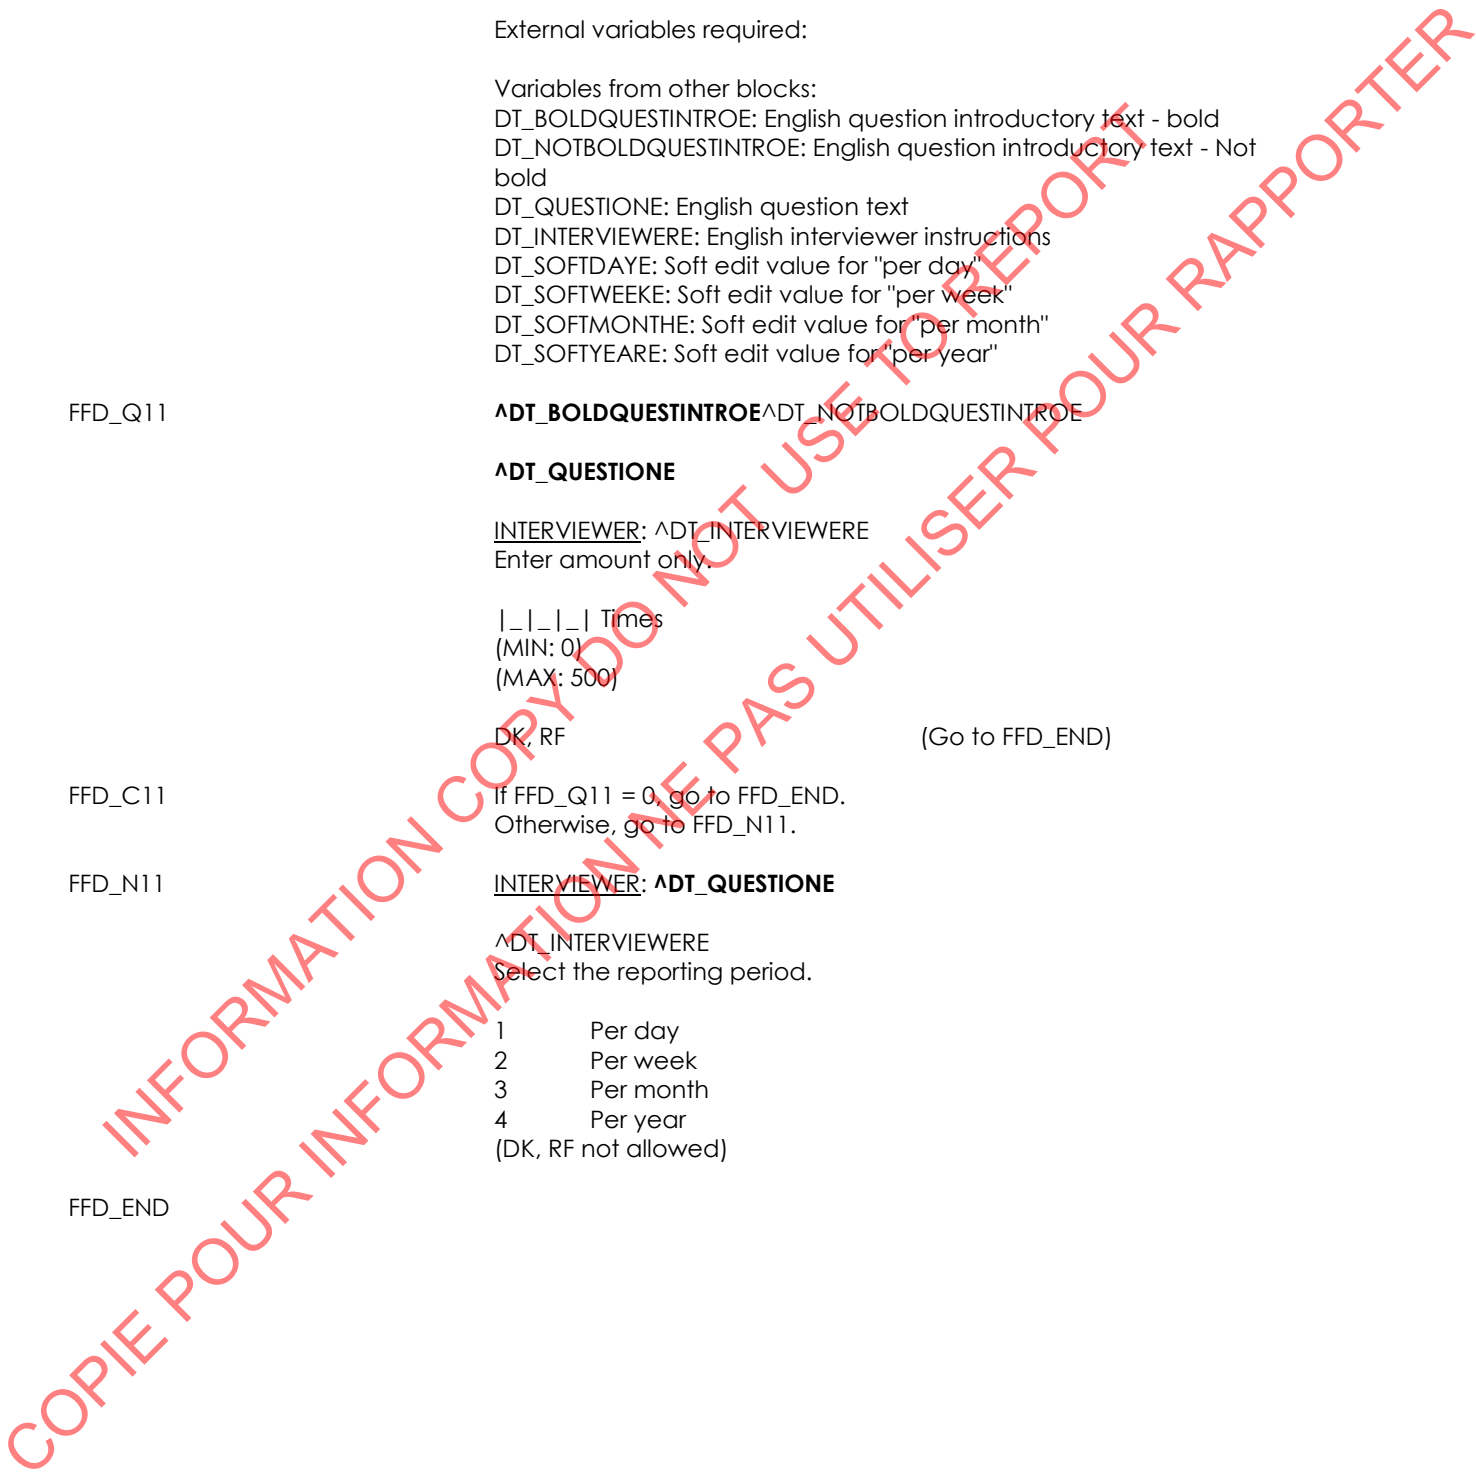 External variables required:
Variables from other blocks:
DT_BOLDQUESTINTROE: English question introductory text - bold
DT_NOTBOLDQUESTINTROE: English question introductory text - Not
bold
DT_QUESTIONE: English question text
DT_INTERVIEWERE: English interviewer instructions
DT_SOFTDAYE: Soft edit value for "per day"
DT_SOFTWEEKE: Soft edit value for "per week"
DT_SOFTMONTHE: Soft edit value for "per month"
DT_SOFTYEARE: Soft edit value for "per year"
FFD_Q11 ^DT_BOLDQUESTINTROE^DT_NOTBOLDQUESTINTROE
^DT_QUESTIONE
INTERVIEWER: ^DT_INTERVIEWERE
Enter amount only.
|_|_|_| Times
(MIN: 0)
(MAX: 500)
DK, RF (Go to FFD_END)
FFD_C11 If FFD_Q11 = 0, go to FFD_END.
Otherwise, go to FFD_N11.
FFD_N11 INTERVIEWER: ^DT_QUESTIONE
^DT_INTERVIEWERE
Select the reporting period.
1 Per day
2 Per week
3 Per month
4 Per year
(DK, RF not allowed)
FFD_END
INFORMATION COPY DO NOT USE TO REPORT
COPIE POUR INFORMATION NE PAS UTILISER POUR RAPPORTER